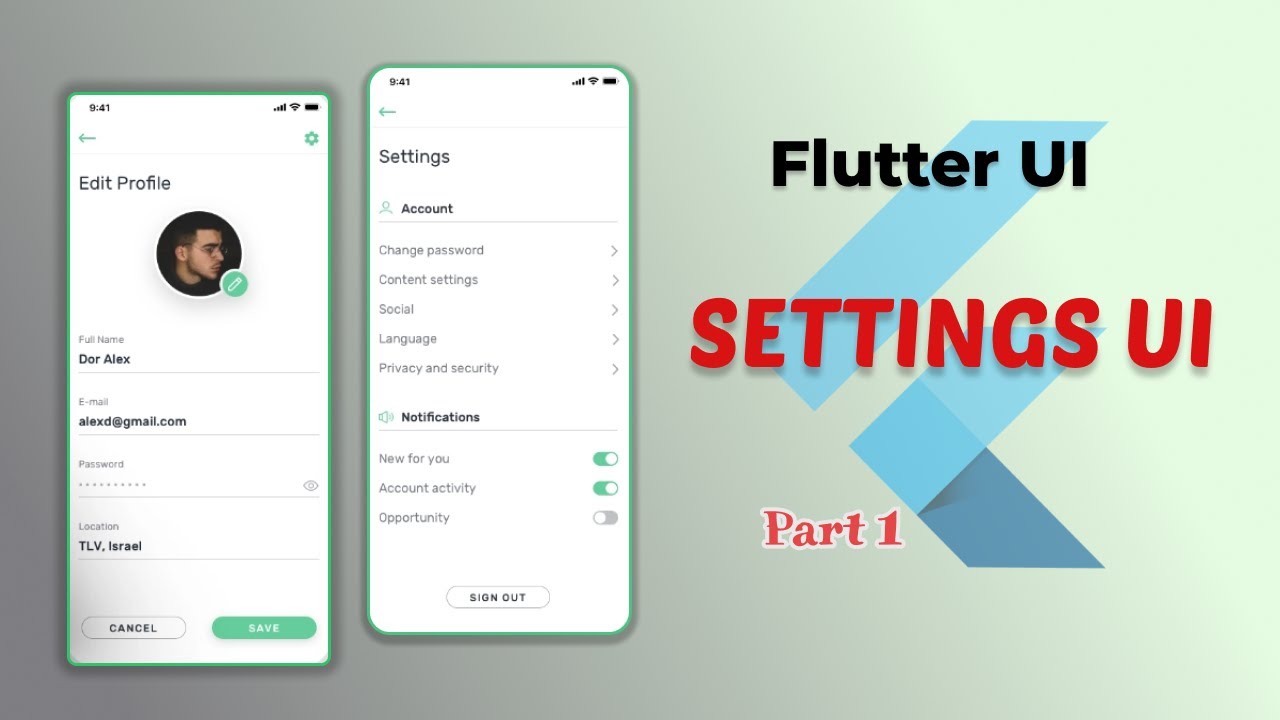 9:41
Edit Profile
Full Name
Dor Alex
E-mail
alexd@gmail.com
Password
••••••••••
Location
TLV, Israel
CANCEL SAVE
9:41
Settings
Account
Change password
Content settings
Social
Language
Privacy and security
Notifications
New for you
Account activity
Opportunity
SIGN OUT
Flutter UI
SETTINGS UI
Part 1